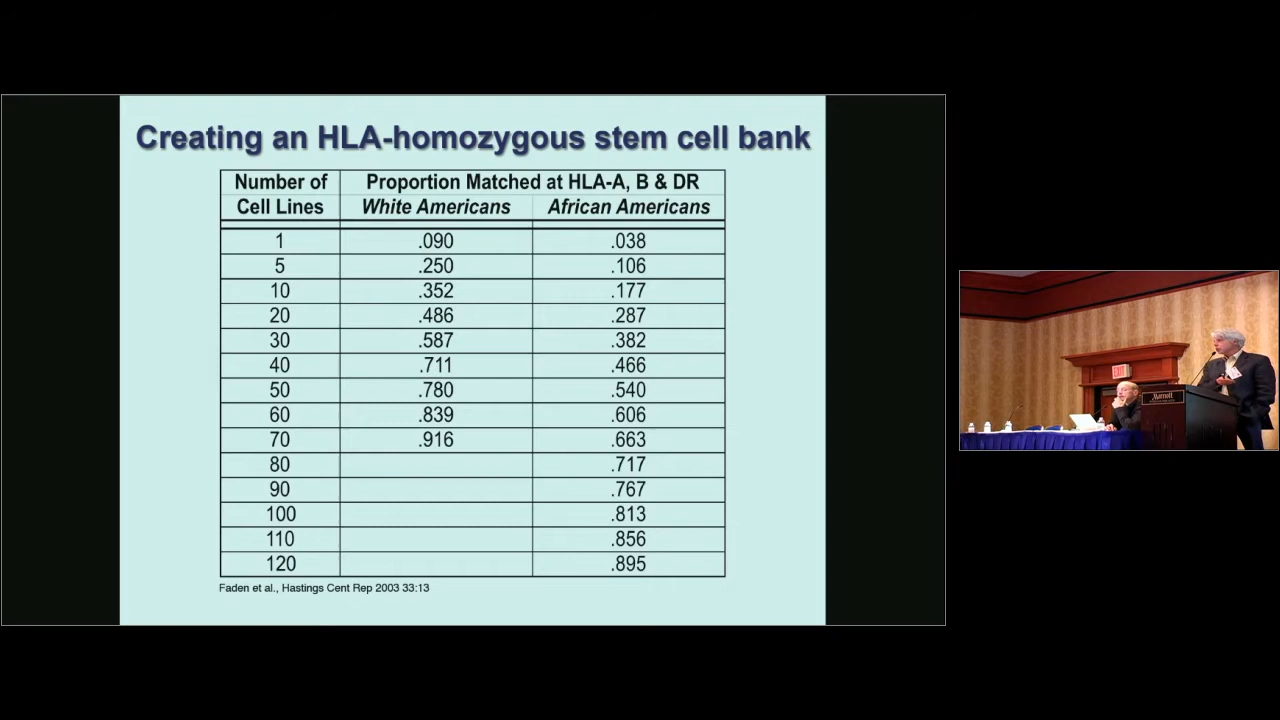 Creating an HLA-homozygous stem cell bank
Number of Cell Lines
Proportion Matched at HLA-A, B & DR
White Americans African Americans
1 .090 .038
5 .250 .106
10 .352 .177
20 .486 .287
30 .587 .382
40 .711 .466
50 .780 .540
60 .839 .606
70 .916 .663
80 .717
90 .767
100 .813
110 .856
120 .895
Faden et al., Hastings Cent Rep 2003 33:13
EXIT
Marriott